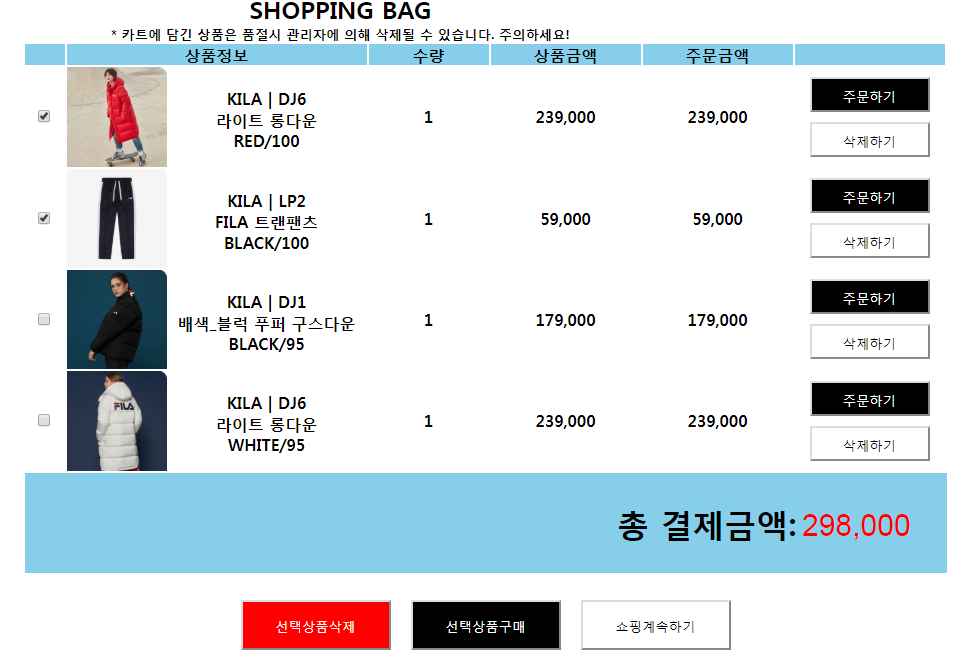 SHOPPING BAG
* 카트에 담긴 상품은 품절시 관리자에 의해 삭제될 수 있습니다. 주의하세요!
상품정보 수량 상품금액 주문금액
KILA | DJ6
라이트 롱다운
RED/100
1 239,000 239,000
주문하기
삭제하기
KILA | LP2
FILA 트랜팬츠
BLACK/100
1 59,000 59,000
주문하기
삭제하기
KILA | DJ1
배색_블럭 푸퍼 구스다운
BLACK/95
1 179,000 179,000
주문하기
삭제하기
FILA
KILA | DJ6
라이트 롱다운
WHITE/95
1 239,000 239,000
주문하기
삭제하기
총 결제금액: 298,000
선택상품삭제 선택상품구매 쇼핑계속하기